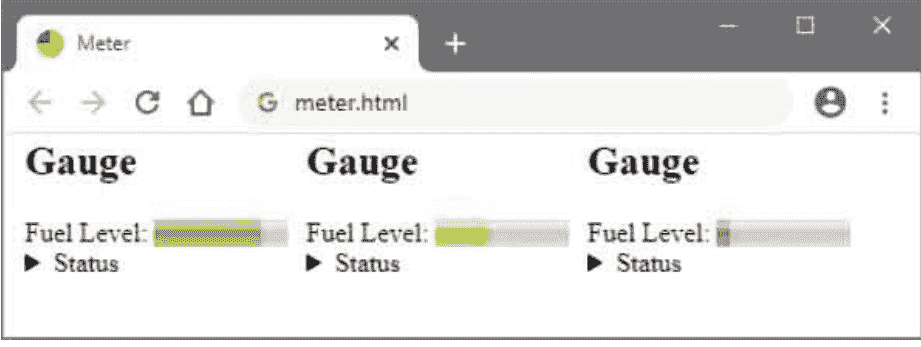 Meter
meter.html
Gauge Gauge Gauge
Fuel Level: Fuel Level: Fuel Level:
Status Status Status